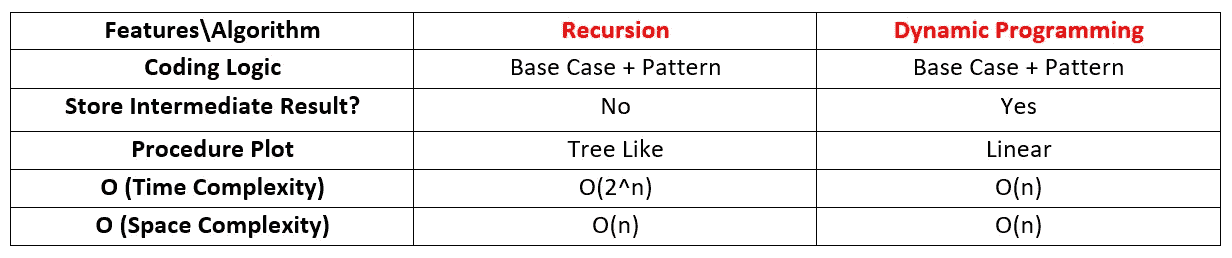 Features\Algorithm Recursion Dynamic Programming
Coding Logic Base Case + Pattern Base Case + Pattern
Store Intermediate Result? No Yes
Procedure Plot Tree Like Linear
O (Time Complexity) O(2^n) O(n)
O (Space Complexity) O(n) O(n)